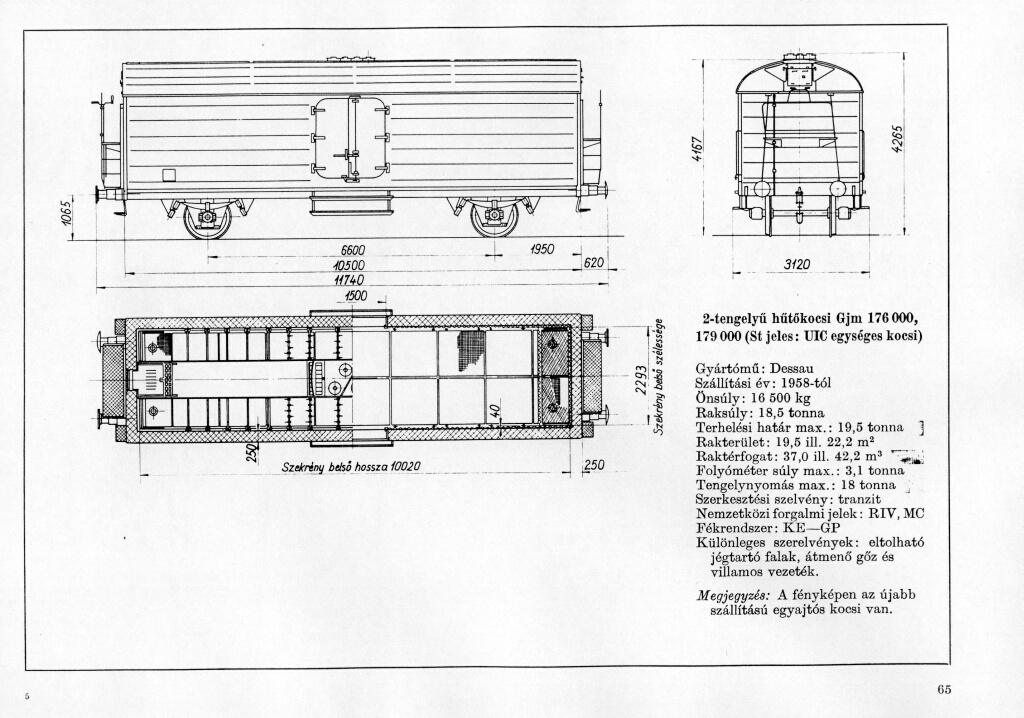 1065
6600
1950
10500
620
11740
1500
4167
4265
3120
2293
Szekrény belső szélessége
40
250
Szekrény belső hossza 10020
250
2-tengelyű hűtőkocsi Gjm 176 000,
179 000 (St jeles: UIC egységes kocsi)
Gyártómű: Dessau
Szállítási év: 1958-tól
Önsúly: 16 500 kg
Raksúly: 18,5 tonna
Terhelési határ max.: 19,5 tonna
Rakterület: 19,5 ill. 22,2 m²
Raktérfogat: 37,0 ill. 42,2 m³
Folyóméter súly max.: 3,1 tonna
Tengelynyomás max.: 18 tonna
Szerkesztési szelvény: tranzit
Nemzetközi forgalmi jelek: RIV, MC
Fékrendszer: KE—GP
Különleges szerelvények: eltolható
jégtartó falak, átmenő gőz és
villamos vezeték.
Megjegyzés: A fényképen az újabb
szállítású egyajtós kocsi van.
5
65